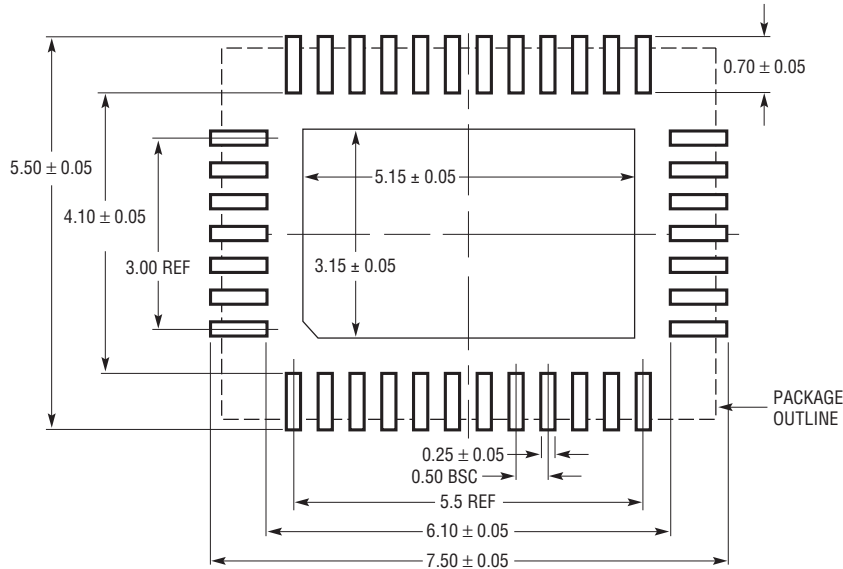 0.70 ± 0.05
5.50 ± 0.05
5.15 ± 0.05
4.10 ± 0.05
3.00 REF
3.15 ± 0.05
PACKAGE
OUTLINE
0.25 ± 0.05
0.50 BSC
5.5 REF
6.10 ± 0.05
7.50 ± 0.05